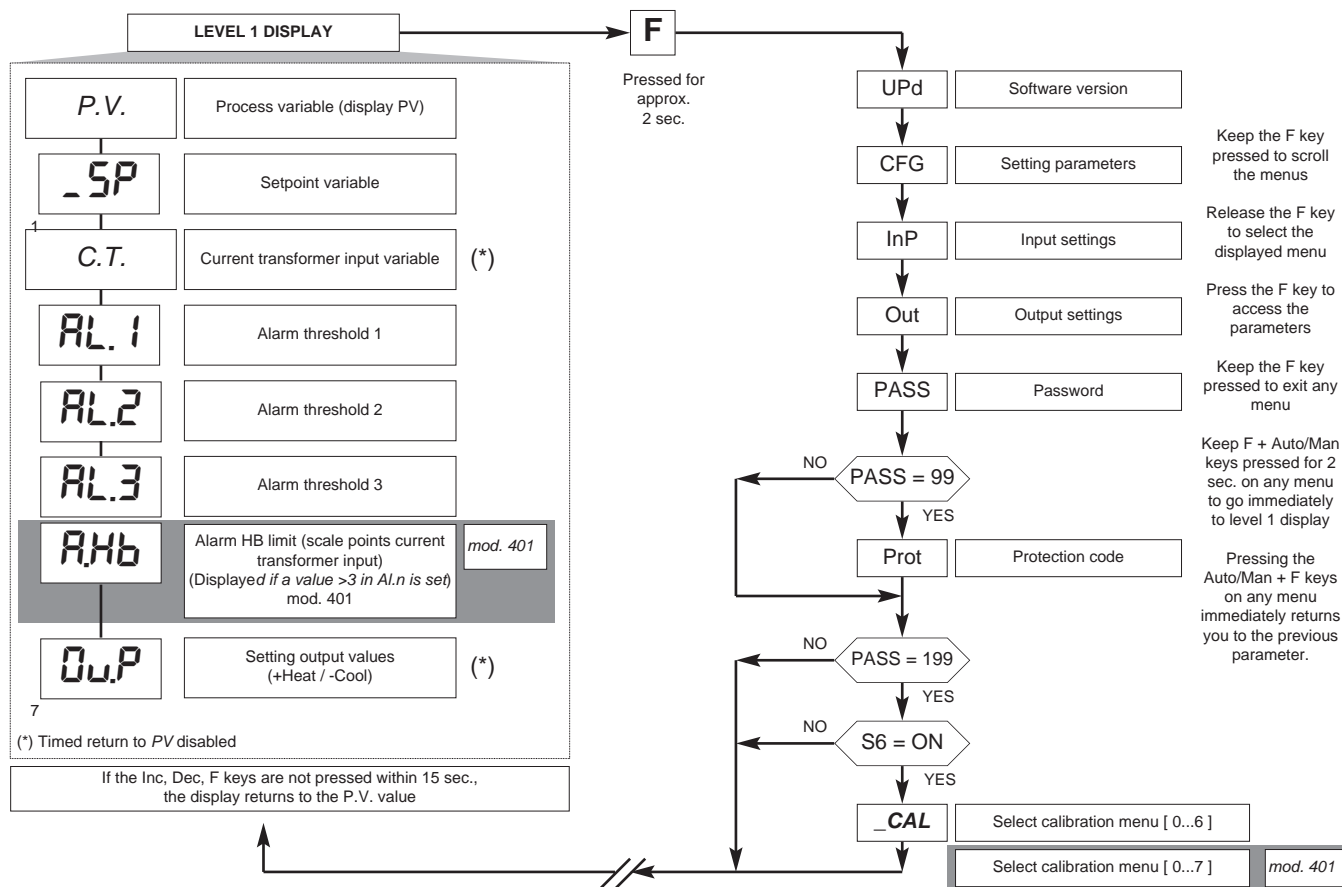 LEVEL 1 DISPLAY
F
Pressed for
approx.
2 sec.
P.V.
Process variable (display PV)
_SP
Setpoint variable
1
C.T.
Current transformer input variable
(*)
AL.1
Alarm threshold 1
AL.2
Alarm threshold 2
AL.3
Alarm threshold 3
A.Hb
Alarm HB limit (scale points current
transformer input)
(Displayed if a value >3 in Al.n is set)
mod. 401
mod. 401
Ou.P
Setting output values
(+Heat / -Cool)
(*)
7
(*) Timed return to PV disabled
If the Inc, Dec, F keys are not pressed within 15 sec.,
the display returns to the P.V. value
UPd
Software version
CFG
Setting parameters
InP
Input settings
Out
Output settings
PASS
Password
NO
PASS = 99
YES
Prot
Protection code
NO
PASS = 199
YES
NO
S6 = ON
YES
_CAL
Select calibration menu [ 0...6 ]
Select calibration menu [ 0...7 ]
mod. 401
Keep the F key
pressed to scroll
the menus
Release the F key
to select the
displayed menu
Press the F key to
access the
parameters
Keep the F key
pressed to exit any
menu
Keep F + Auto/Man
keys pressed for 2
sec. on any menu
to go immediately
to level 1 display
Pressing the
Auto/Man + F keys
on any menu
immediately returns
you to the previous
parameter.